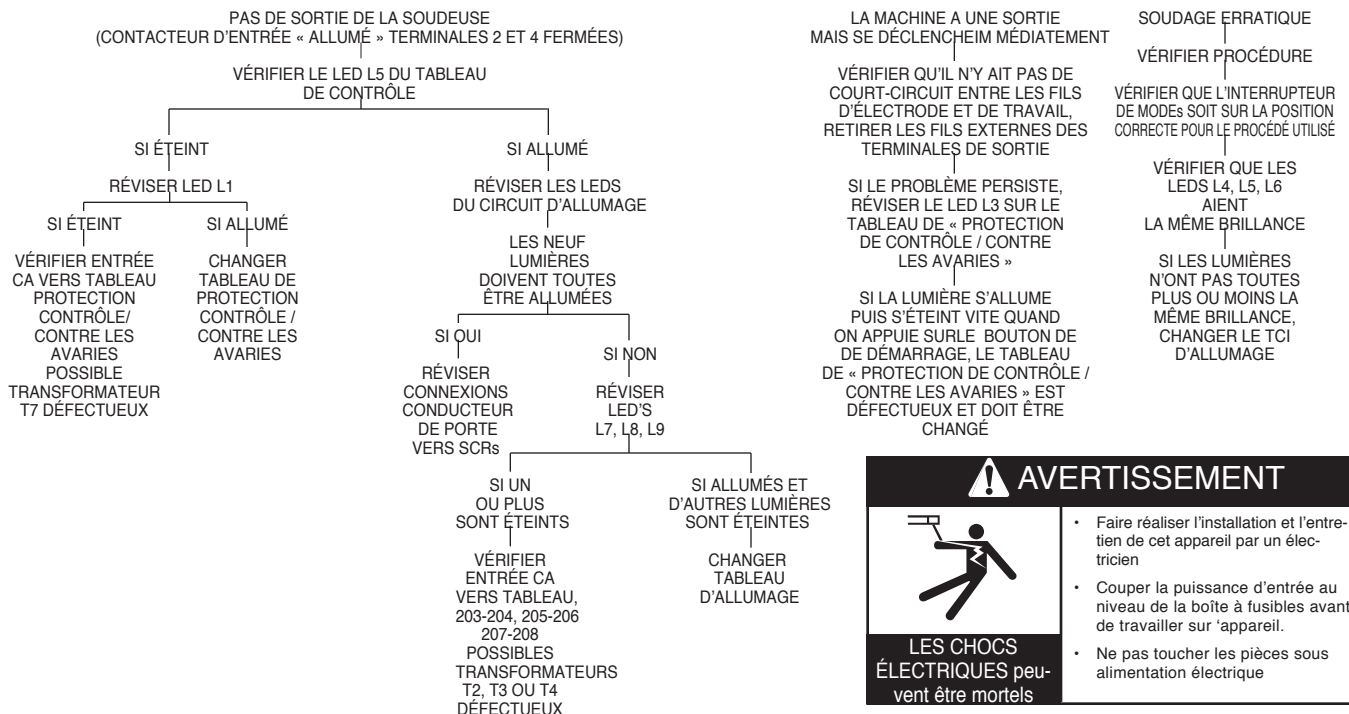 PAS DE SORTIE DE LA SOUDEUSE
(CONTACTEUR D'ENTRÉE « ALLUMÉ » TERMINALES 2 ET 4 FERMÉES)
VÉRIFIER LE LED L5 DU TABLEAU
DE CONTRÔLE
SI ÉTEINT
RÉVISER LED L1
SI ÉTEINT
VÉRIFIER ENTRÉE
CA VERS TABLEAU
PROTECTION
CONTRÔLE/
CONTRE LES
AVARIES
POSSIBLE
TRANSFORMATEUR
T7 DÉFECTUEUX
SI ALLUMÉ
CHANGER
TABLEAU DE
PROTECTION
CONTRÔLE /
CONTRE LES
AVARIES
SI ALLUMÉ
RÉVISER LES LEDS
DU CIRCUIT D'ALLUMAGE
LES NEUF
LUMIÈRES
DOIVENT TOUTES
ÊTRE ALLUMÉES
SI OUI
RÉVISER
CONNEXIONS
CONDUCTEUR
DE PORTE
VERS SCRs
SI NON
RÉVISER
LED'S
L7, L8, L9
SI UN
OU PLUS
SONT ÉTEINTS
VÉRIFIER
ENTRÉE CA
VERS TABLEAU,
203-204, 205-206
207-208
POSSIBLES
TRANSFORMATEURS
T2, T3 OU T4
DÉFECTUEUX
SI ALLUMÉS ET
D'AUTRES LUMIÈRES
SONT ÉTEINTES
CHANGER
TABLEAU
D'ALLUMAGE
LA MACHINE A UNE SORTIE
MAIS SE DÉCLENCHEIM MÉDIATEMENT
VÉRIFIER QU'IL N'Y AIT PAS DE
COURT-CIRCUIT ENTRE LES FILS
D'ÉLECTRODE ET DE TRAVAIL,
RETIRER LES FILS EXTERNES DES
TERMINALES DE SORTIE
SI LE PROBLÈME PERSISTE,
RÉVISER LE LED L3 SUR LE
TABLEAU DE « PROTECTION
DE CONTRÔLE / CONTRE
LES AVARIES »
SI LA LUMIÈRE S'ALLUME
PUIS S'ÉTEINT VITE QUAND
ON APPUIE SURLE BOUTON DE
DE DÉMARRAGE, LE TABLEAU
DE « PROTECTION DE CONTRÔLE /
CONTRE LES AVARIES » EST
DÉFECTUEUX ET DOIT ÊTRE
CHANGÉ
SOUDAGE ERRATIQUE
VÉRIFIER PROCÉDURE
VÉRIFIER QUE L'INTERRUPTEUR
DE MODEs SOIT SUR LA POSITION
CORRECTE POUR LE PROCÉDÉ UTILISÉ
VÉRIFIER QUE LES
LEDS L4, L5, L6
AIENT
LA MÊME BRILLANCE
SI LES LUMIÈRES
N'ONT PAS TOUTES
PLUS OU MOINS LA
MÊME BRILLANCE,
CHANGER LE TCI
D'ALLUMAGE
AVERTISSEMENT
LES CHOCS
ÉLECTRIQUES peu-
vent être mortels
• Faire réaliser l'installation et l'entre-
tien de cet appareil par un élec-
tricien
• Couper la puissance d'entrée au
niveau de la boîte à fusibles avant
de travailler sur 'appareil.
• Ne pas toucher les pièces sous
alimentation électrique